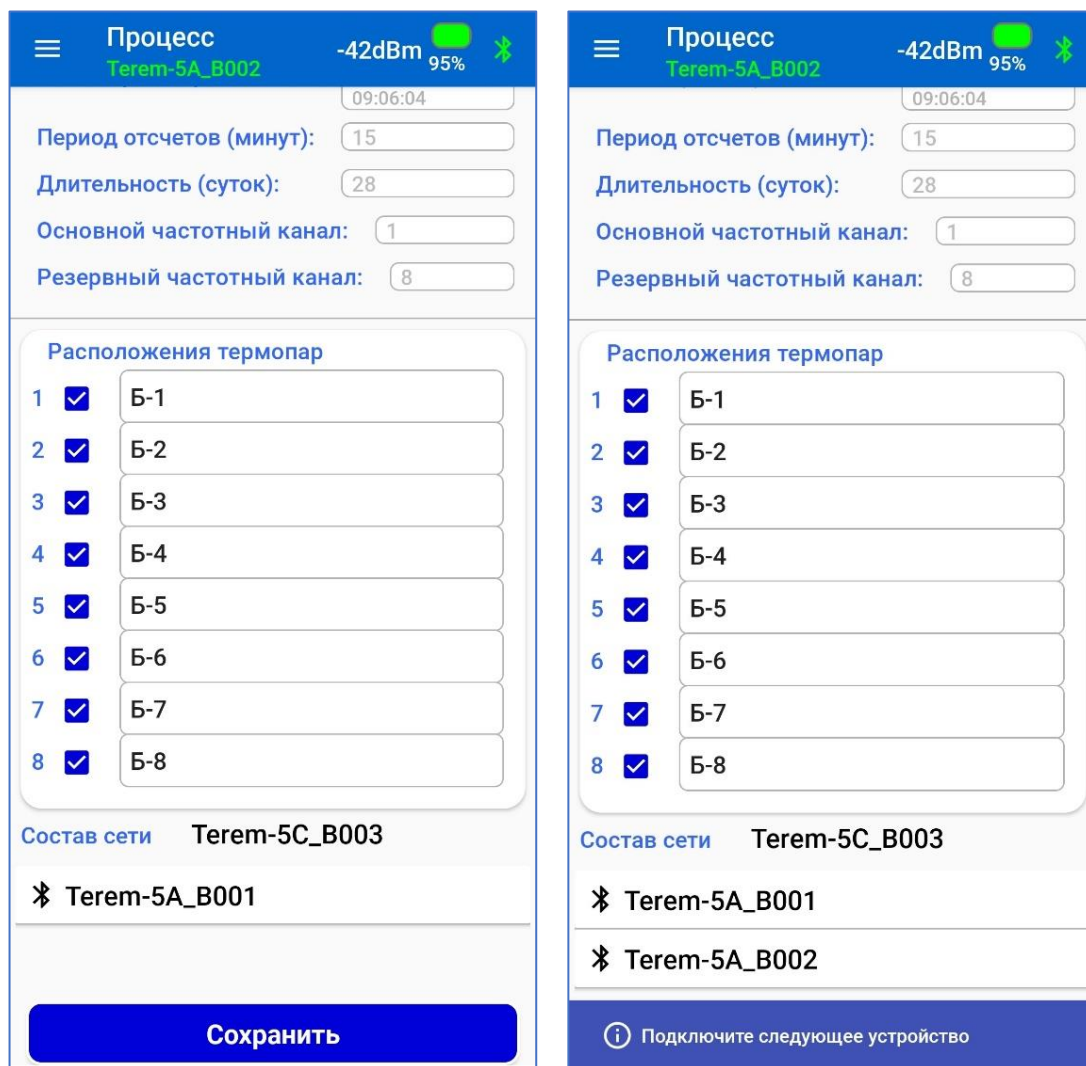 Процесс
-42dBm
95%
Terem-5A_B002
09:06:04
Период отсчетов (минут): 15
Длительность (суток): 28
Основной частотный канал: 1
Резервный частотный канал: 8
Расположения термопар
1 Б-1
2 Б-2
3 Б-3
4 Б-4
5 Б-5
6 Б-6
7 Б-7
8 Б-8
Состав сети Terem-5C_B003
Terem-5A_B001
Сохранить
Процесс
-42dBm
95%
Terem-5A_B002
09:06:04
Период отсчетов (минут): 15
Длительность (суток): 28
Основной частотный канал: 1
Резервный частотный канал: 8
Расположения термопар
1 Б-1
2 Б-2
3 Б-3
4 Б-4
5 Б-5
6 Б-6
7 Б-7
8 Б-8
Состав сети Terem-5C_B003
Terem-5A_B001
Terem-5A_B002
Подключите следующее устройство